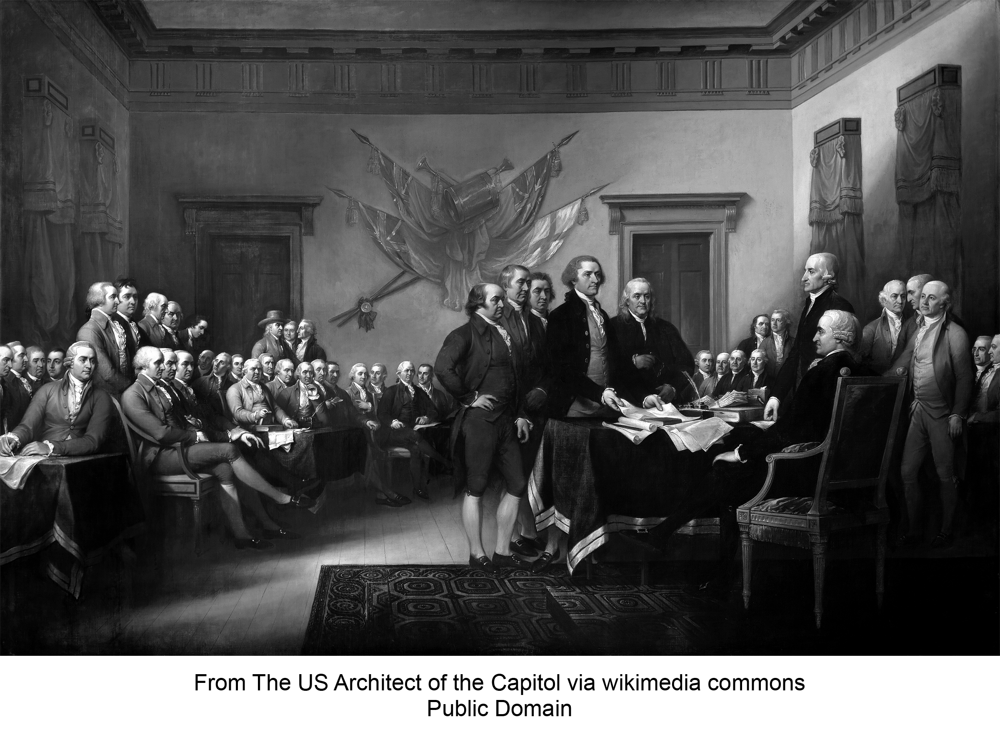 From The US Architect of the Capitol via wikimedia commons
Public Domain